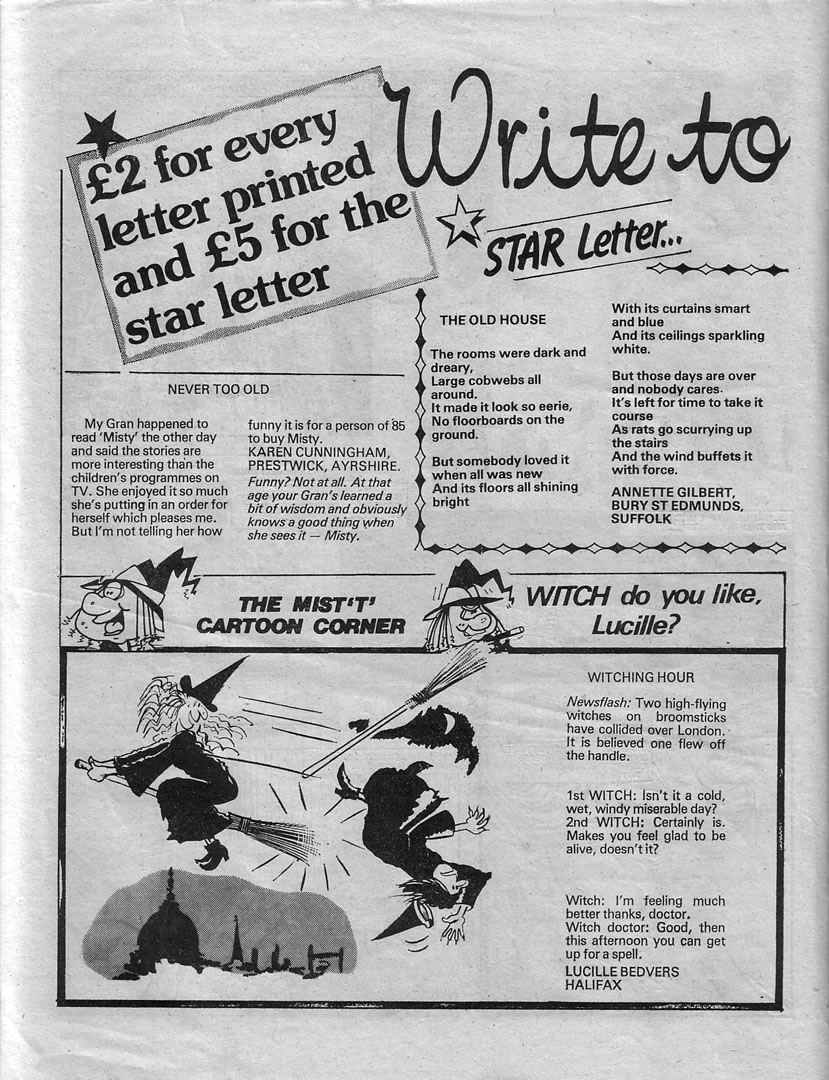 £2 for every
letter printed
and £5 for the
star letter
Write to
STAR Letter...
NEVER TOO OLD
My Gran happened to
read 'Misty' the other day
and said the stories are
more interesting than the
children's programmes on
TV. She enjoyed it so much
she's putting in an order for
herself which pleases me.
But I'm not telling her how
funny it is for a person of 85
to buy Misty.
KAREN CUNNINGHAM,
PRESTWICK, AYRSHIRE.
Funny? Not at all. At that
age your Gran's learned a
bit of wisdom and obviously
knows a good thing when
she sees it — Misty.
THE OLD HOUSE
The rooms were dark and
dreary,
Large cobwebs all
around.
It made it look so eerie,
No floorboards on the
ground.
But somebody loved it
when all was new
And its floors all shining
bright
With its curtains smart
and blue
And its ceilings sparkling
white.
But those days are over
and nobody cares.
It's left for time to take it
course
As rats go scurrying up
the stairs
And the wind buffets it
with force.
ANNETTE GILBERT,
BURY ST EDMUNDS,
SUFFOLK
THE MIST'T'
CARTOON CORNER
WITCH do you like,
Lucille?
WITCHING HOUR
Newsflash: Two high-flying
witches on broomsticks
have collided over London.
It is believed one flew off
the handle.
1st WITCH: Isn't it a cold,
wet, windy miserable day?
2nd WITCH: Certainly is.
Makes you feel glad to be
alive, doesn't it?
Witch: I'm feeling much
better thanks, doctor.
Witch doctor: Good, then
this afternoon you can get
up for a spell.
LUCILLE BEDVERS
HALIFAX